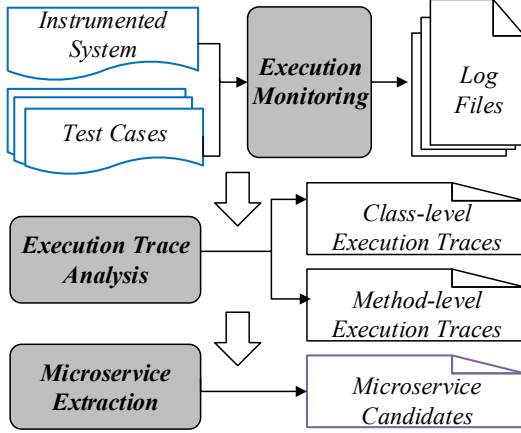 Instrumented
System
Test Cases
Execution
Monitoring
Log
Files
Execution Trace
Analysis
Class-level
Execution Traces
Method-level
Execution Traces
Microservice
Extraction
Microservice
Candidates